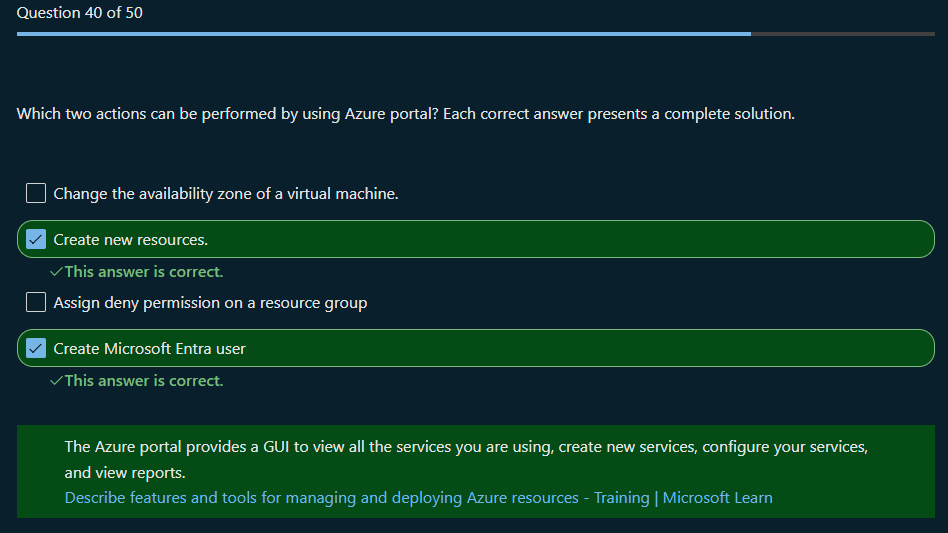 Question 40 of 50
Which two actions can be performed by using Azure portal? Each correct answer presents a complete solution.
Change the availability zone of a virtual machine.
Create new resources.
This answer is correct.
Assign deny permission on a resource group
Create Microsoft Entra user
This answer is correct.
The Azure portal provides a GUI to view all the services you are using, create new services, configure your services,
and view reports.
Describe features and tools for managing and deploying Azure resources - Training | Microsoft Learn